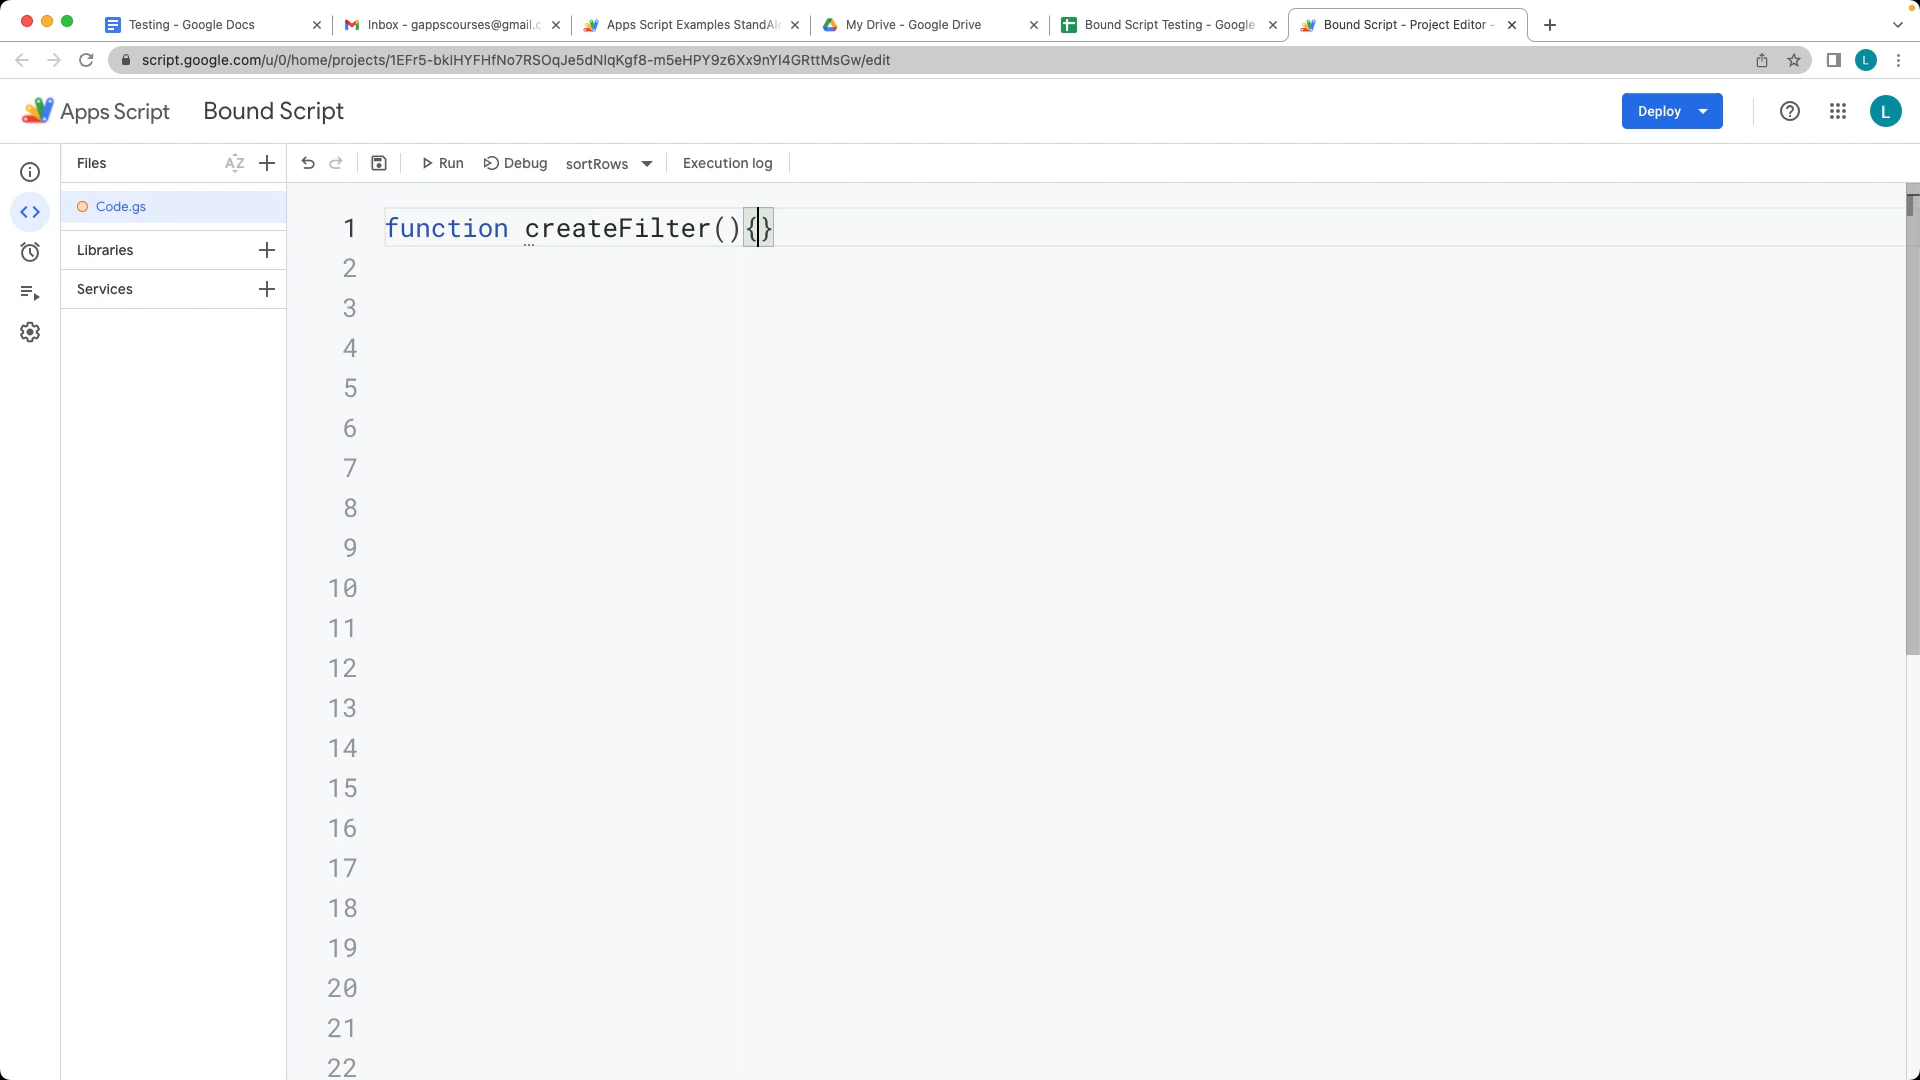 Testing - Google Docs
Inbox - gappscourses@gmail.c
Apps Script Examples StandAl
My Drive - Google Drive
Bound Script Testing - Google
Bound Script - Project Editor -
script.google.com/u/0/home/projects/1EFr5-bklHYFHfNo7RSOqJe5dNlqKgf8-m5eHPY9z6Xx9nYI4GRttMsGw/edit
L
Apps Script
Bound Script
Deploy
L
Files
AZ
Run
Debug
sortRows
Execution log
Code.gs
Libraries
Services
1 function createFilter(){}
2
3
4
5
6
7
8
9
10
11
12
13
14
15
16
17
18
19
20
21
22